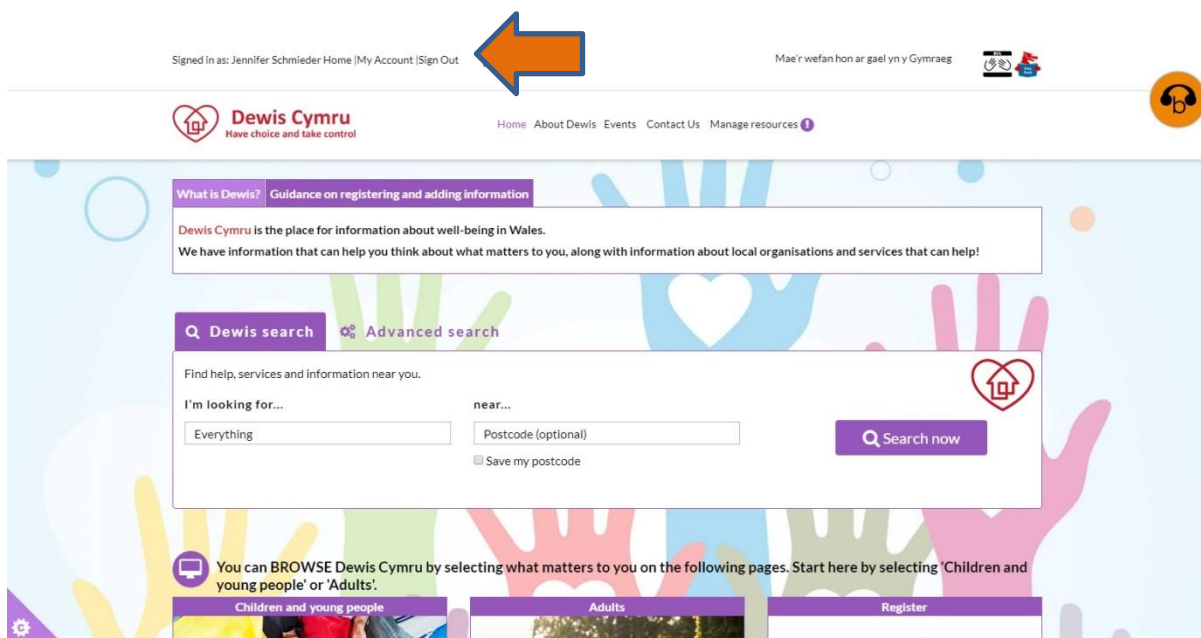 Signed in as: Jennifer Schmieder Home |My Account |Sign Out
Mae'r wefan hon ar gael yn y Gymraeg
Dewis Cymru
Have choice and take control
Home About Dewis Events Contact Us Manage resources
What is Dewis? Guidance on registering and adding information
Dewis Cymru is the place for information about well-being in Wales.
We have information that can help you think about what matters to you, along with information about local organisations and services that can help!
Dewis search
Advanced search
Find help, services and information near you.
I'm looking for...
near...
Everything
Postcode (optional)
Search now
Save my postcode
You can BROWSE Dewis Cymru by selecting what matters to you on the following pages. Start here by selecting 'Children and
young people' or 'Adults'.
Children and young people
Adults
Register